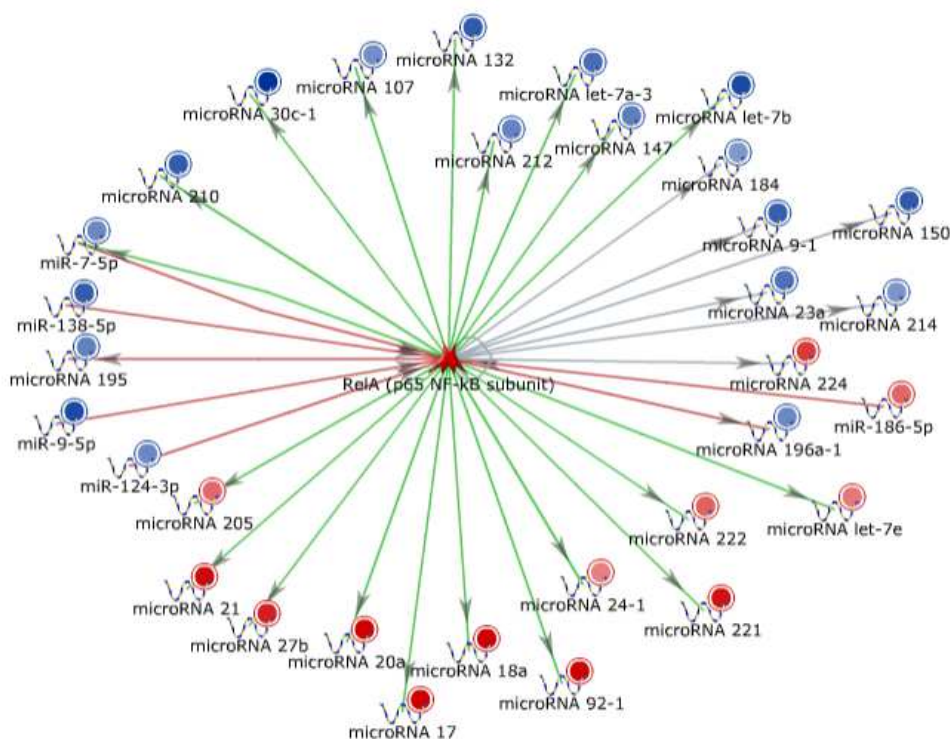 microRNA 132
microRNA 107
microRNA let-7a-3
microRNA 30c-1
microRNA let-7b
microRNA 212
microRNA 147
microRNA 184
microRNA 210
microRNA 150
microRNA 9-1
miR-7-5p
microRNA 23a
microRNA 214
miR-138-5p
microRNA 195
RelA (p65 NF-kB subunit)
microRNA 224
miR-186-5p
miR-9-5p
microRNA 196a-1
miR-124-3p
microRNA 205
microRNA 222
microRNA let-7e
microRNA 21
microRNA 24-1
microRNA 221
microRNA 27b
microRNA 20a
microRNA 18a
microRNA 92-1
microRNA 17